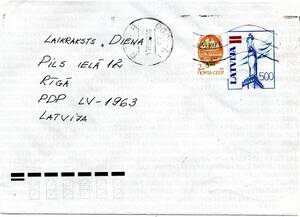 LAIKRAKSTS „DIENA"
PILS IELĀ 12
RĪGĀ
PDP LV-1963
LATVIJA
ПОЧТА СССР
LATVIJA
500